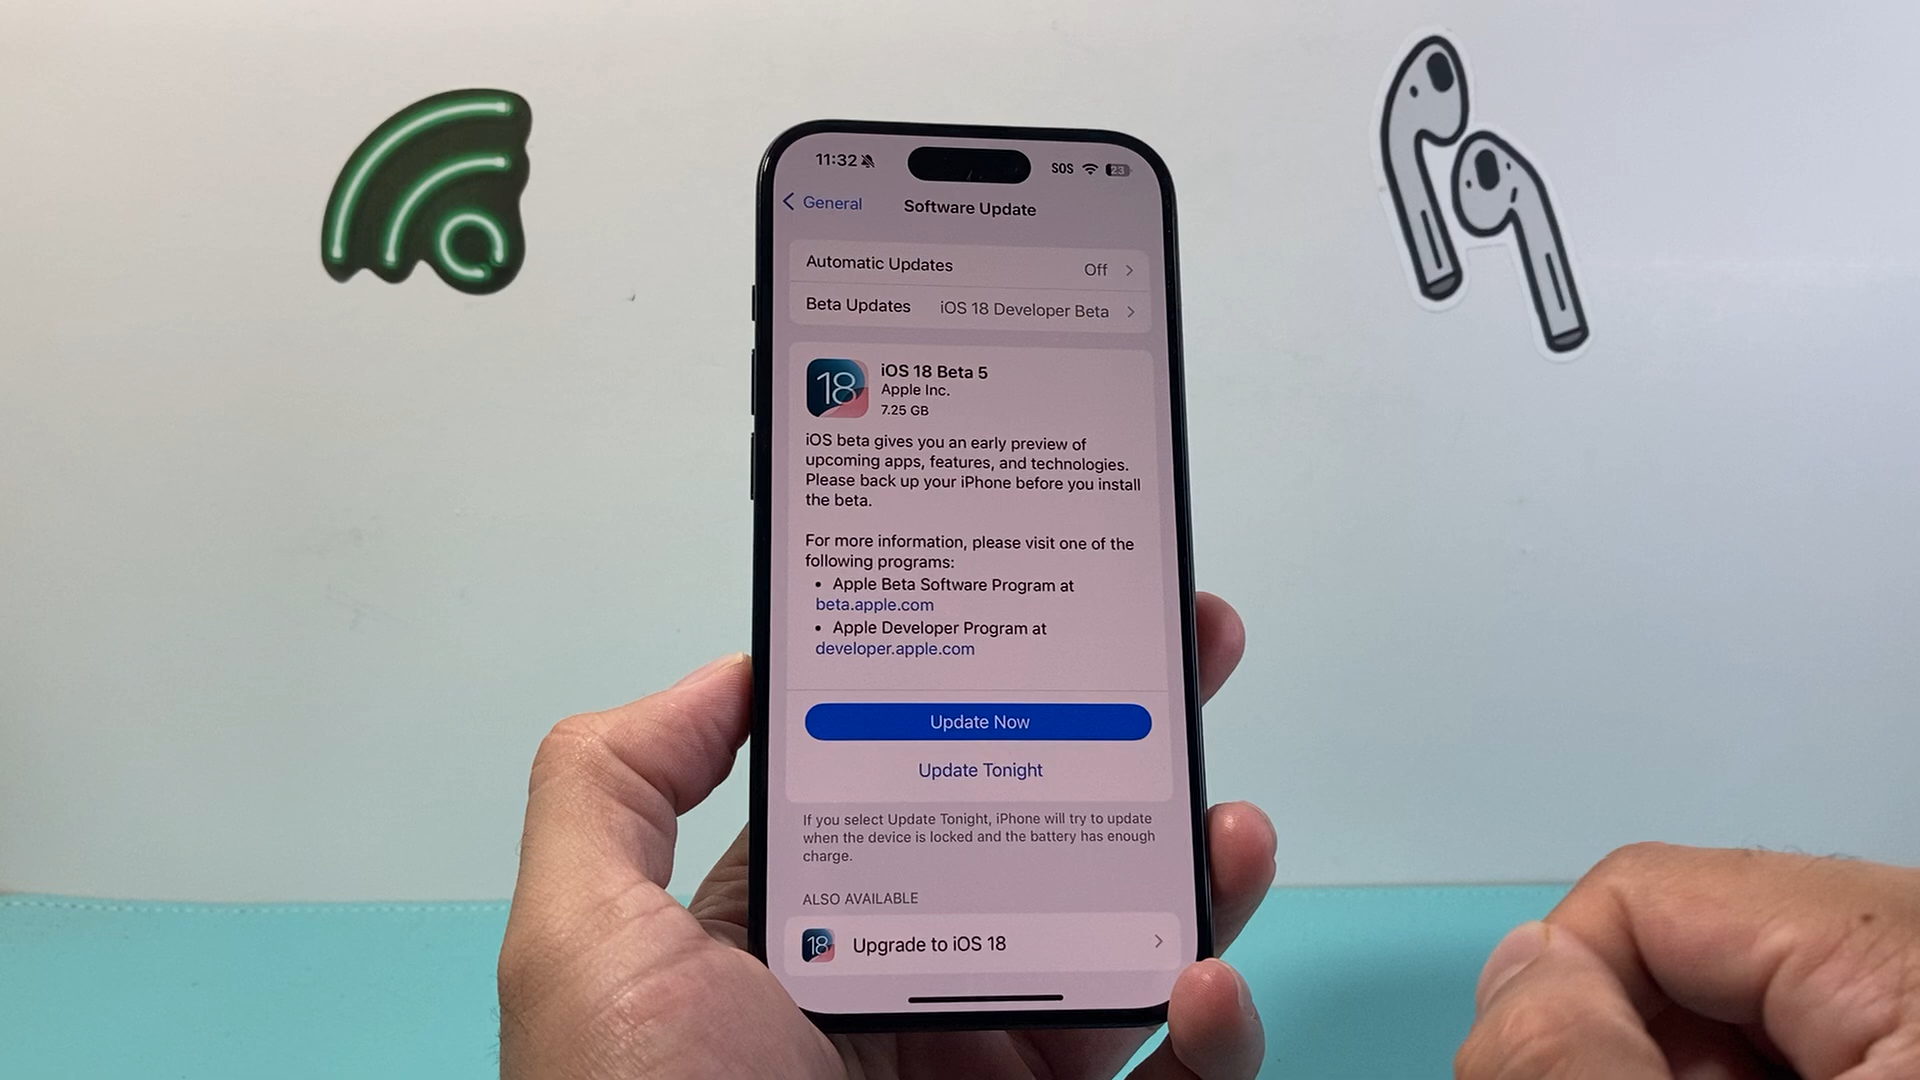 11:32
SOS
23
General
Software Update
Automatic Updates Off
Beta Updates iOS 18 Developer Beta
18
iOS 18 Beta 5
Apple Inc.
7.25 GB
iOS beta gives you an early preview of
upcoming apps, features, and technologies.
Please back up your iPhone before you install
the beta.
For more information, please visit one of the
following programs:
• Apple Beta Software Program at
beta.apple.com
• Apple Developer Program at
developer.apple.com
Update Now
Update Tonight
If you select Update Tonight, iPhone will try to update
when the device is locked and the battery has enough
charge.
ALSO AVAILABLE
18
Upgrade to iOS 18